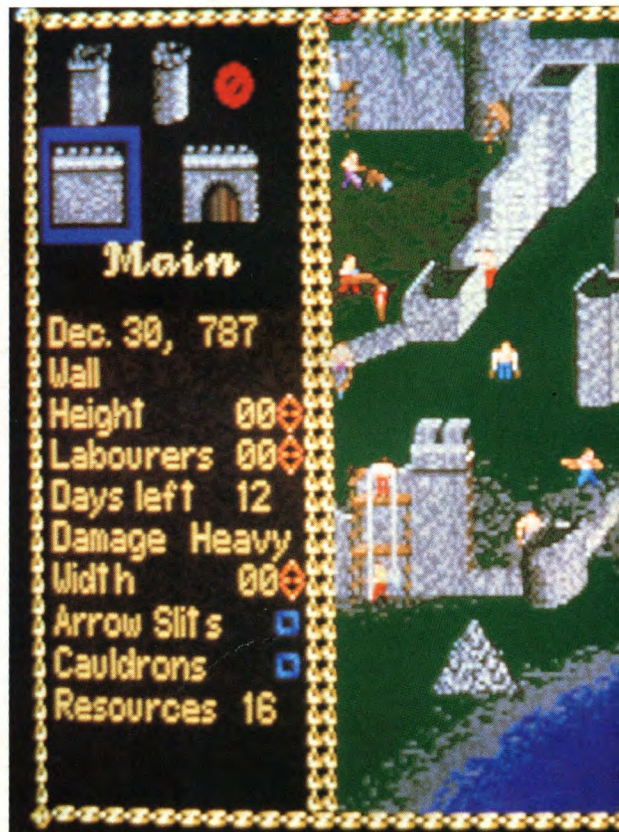 Main
Dec. 30, 787
Wall
Height 00
Labourers 00
Days left 12
Damage Heavy
Width 00
Arrow Slits
Cauldrons
Resources 16